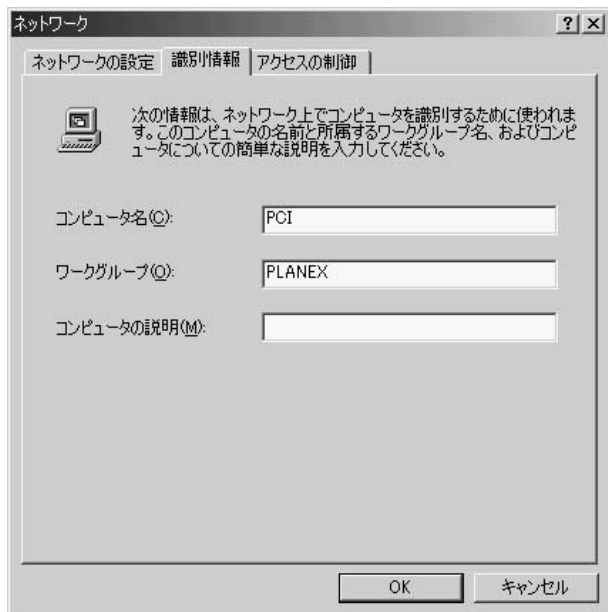 ネットワーク
ネットワークの設定 識別情報 アクセスの制御
次の情報は、ネットワーク上でコンピュータを識別するために使われま
す。このコンピュータの名前と所属するワークグループ名、およびコンピ
ュータについての簡単な説明を入力してください。
コンピュータ名(C): PCI
ワークグループ(O): PLANEX
コンピュータの説明(M):
OK キャンセル